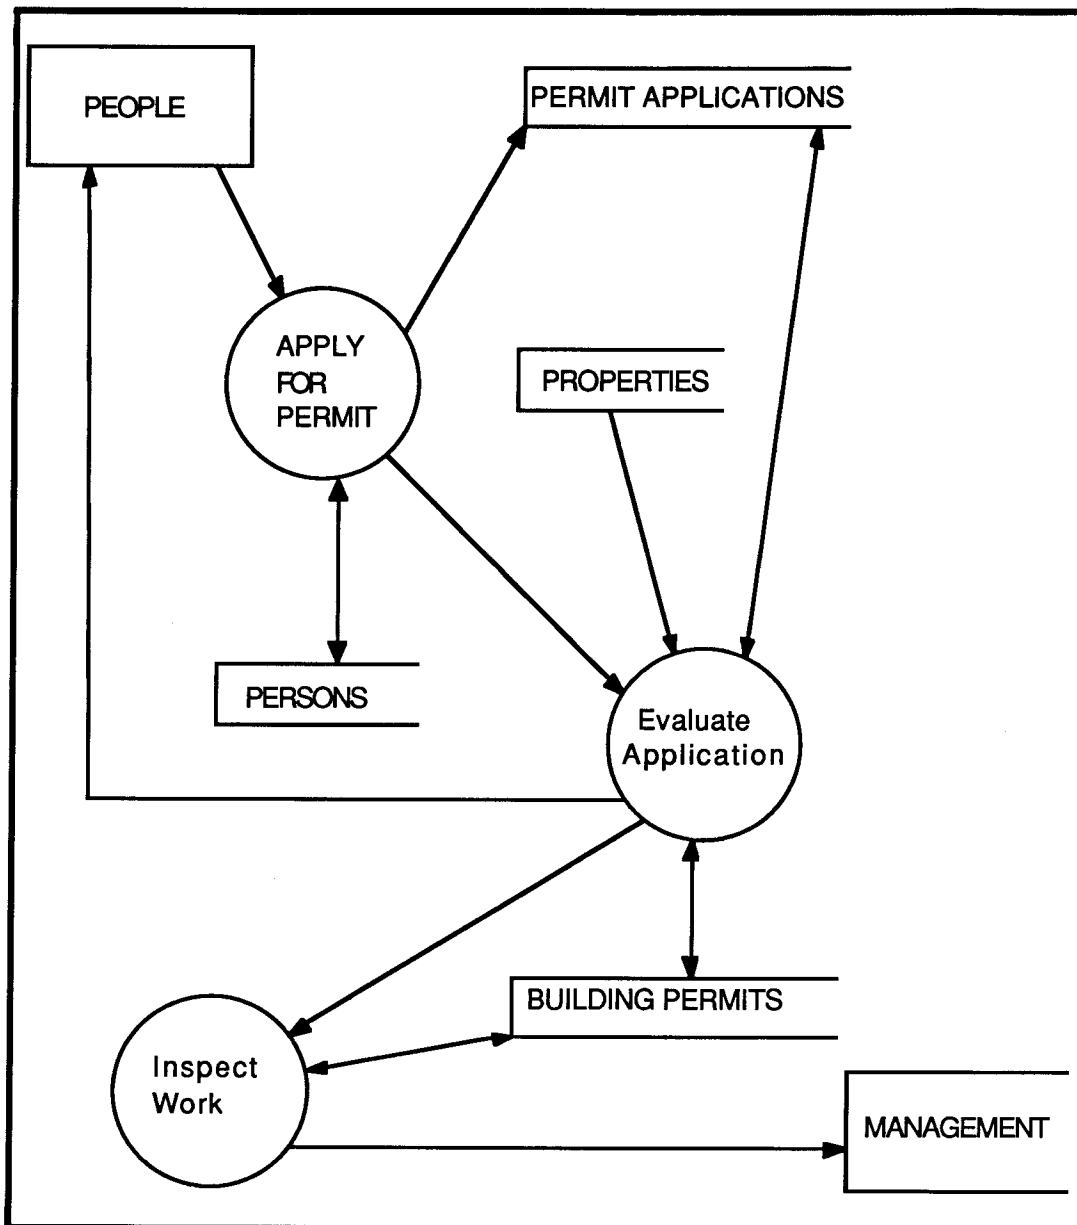 PEOPLE
PERMIT APPLICATIONS
APPLY
FOR
PERMIT
PROPERTIES
PERSONS
Evaluate
Application
BUILDING PERMITS
Inspect
Work
MANAGEMENT